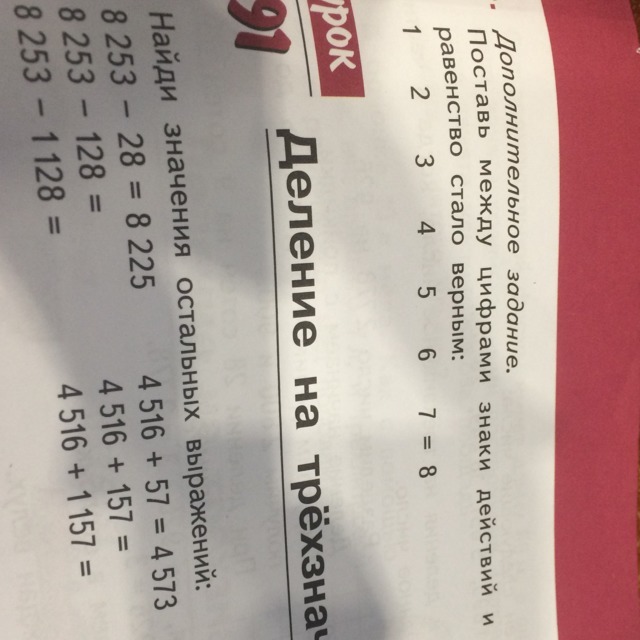 Дополнительное задание.
Поставь между цифрами знаки действий и
равенство стало верным:
1 2 3 4 5 6 7 = 8
урок
91
Деление на трёхзнач
Найди значения остальных выражений:
8 253 − 28 = 8 225 4 516 + 57 = 4 573
8 253 − 128 = 4 516 + 157 =
8 253 − 1 128 = 4 516 + 1 157 =